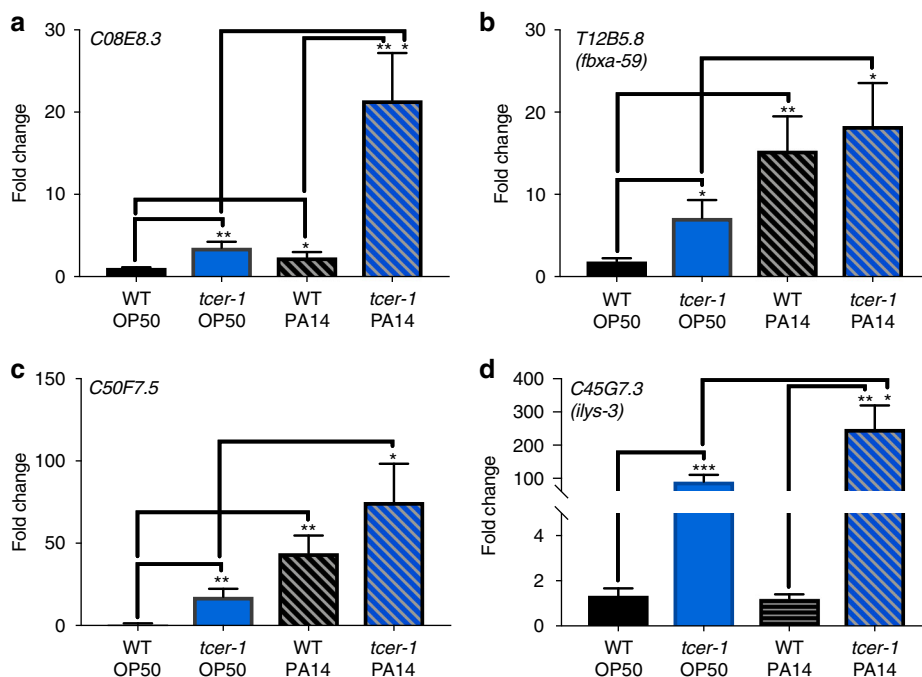 a
C08E8.3
Fold change
30
20
10
0
**
*
** *
WT
OP50
tcer-1
OP50
WT
PA14
tcer-1
PA14
b
T12B5.8
(fbxa-59)
Fold change
30
20
10
0
*
**
*
WT
OP50
tcer-1
OP50
WT
PA14
tcer-1
PA14
c
C50F7.5
Fold change
150
100
50
0
**
**
*
WT
OP50
tcer-1
OP50
WT
PA14
tcer-1
PA14
d
C45G7.3
(ilys-3)
Fold change
400
300
200
100
4
2
0
***
** *
WT
OP50
tcer-1
OP50
WT
PA14
tcer-1
PA14